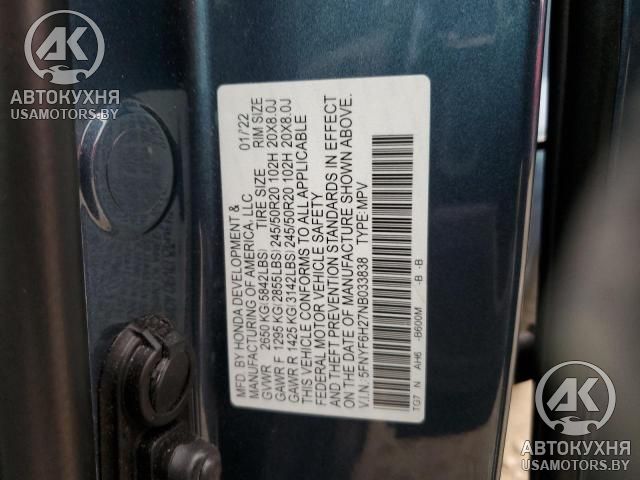 AK
АВТОКУХНЯ
USAMOTORS.BY
MFD. BY HONDA DEVELOPMENT &
MANUFACTURING OF AMERICA, LLC 01/'22
GVWR 2650 KG(5842LBS) TIRE SIZE RIM SIZE
GAWR F 1295 KG(2855LBS) 245/50R20 102H 20X8.0J
GAWR R 1425 KG(3142LBS) 245/50R20 102H 20X8.0J
THIS VEHICLE CONFORMS TO ALL APPLICABLE
FEDERAL MOTOR VEHICLE SAFETY
AND THEFT PREVENTION STANDARDS IN EFFECT
ON THE DATE OF MANUFACTURE SHOWN ABOVE.
V.I.N: 5FNYF6H27NB033838 TYPE:MPV
TG7 N AH6 -B600M -B -B
AK
АВТОКУХНЯ
USAMOTORS.BY